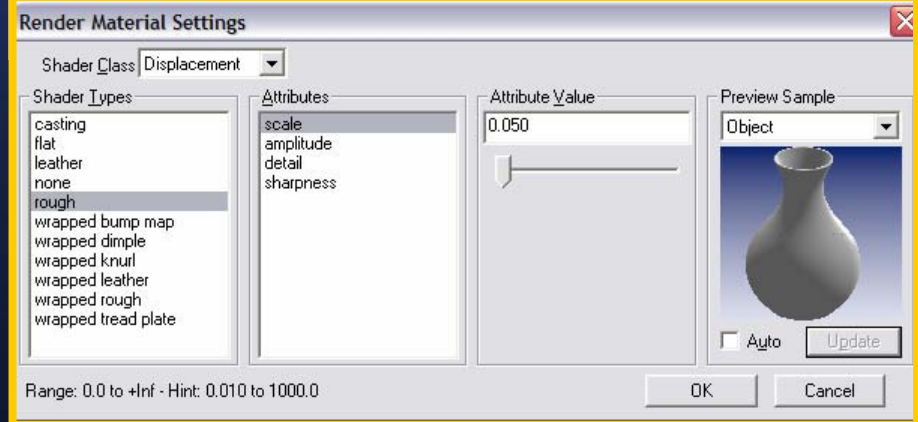 Render Material Settings
Shader Class Displacement
Shader Types
casting
flat
leather
none
rough
wrapped bump map
wrapped dimple
wrapped knurl
wrapped leather
wrapped rough
wrapped tread plate
Attributes
scale
amplitude
detail
sharpness
Attribute Value
0.050
Preview Sample
Object
Auto Update
Range: 0.0 to +Inf - Hint: 0.010 to 1000.0
OK Cancel